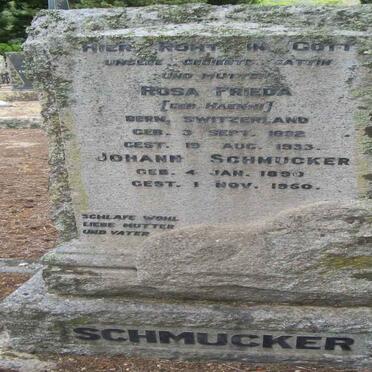 HIER RUHT IN GOTT
UNSERE GELIEBTE GATTIN
UND MUTTER
ROSA FRIEDA
(GEB. HAENNI)
BERN, SWITZERLAND
GEB. 3 SEPT. 1892
GEST. 19 AUG. 1933.
JOHANN SCHMUCKER
GEB. 4 JAN. 1890
GEST. 1 NOV. 1960.
SCHLAFE WOHL
LIEBE MUTTER
UND VATER
SCHMUCKER